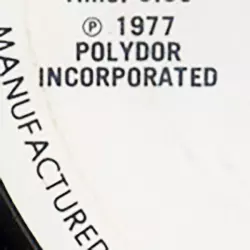 ℗ 1977
POLYDOR
INCORPORATED
MANUFACTURED